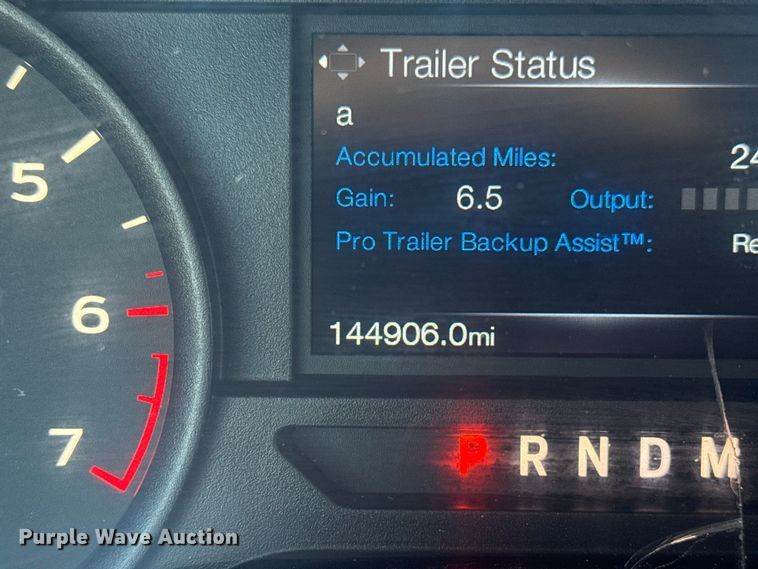 Trailer Status
a
Accumulated Miles: 24
Gain: 6.5 Output:
Pro Trailer Backup Assist™: Re
144906.0mi
5
6
7
P R N D M
Purple Wave Auction